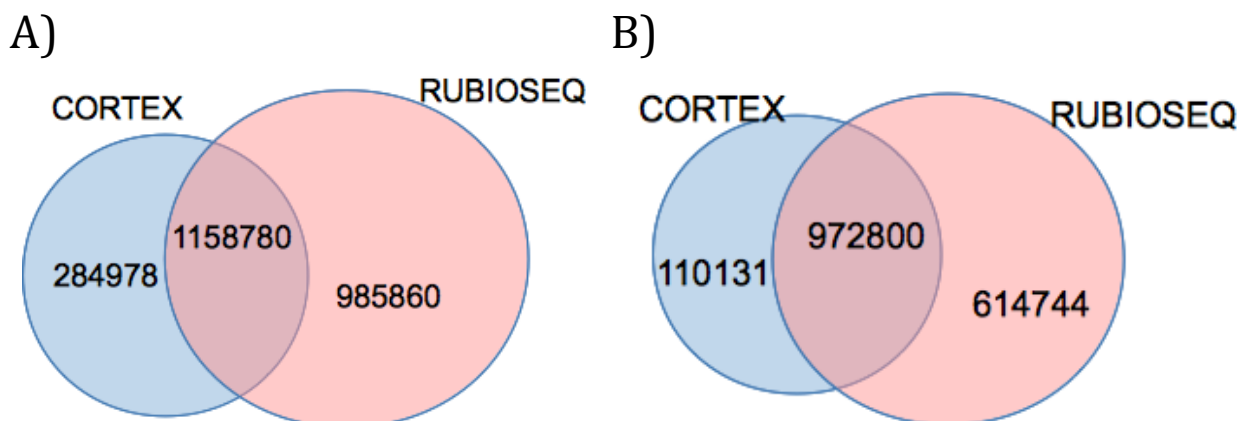 A)
CORTEX
RUBIOSEQ
1158780
284978
985860
B)
CORTEX
RUBIOSEQ
972800
110131
614744